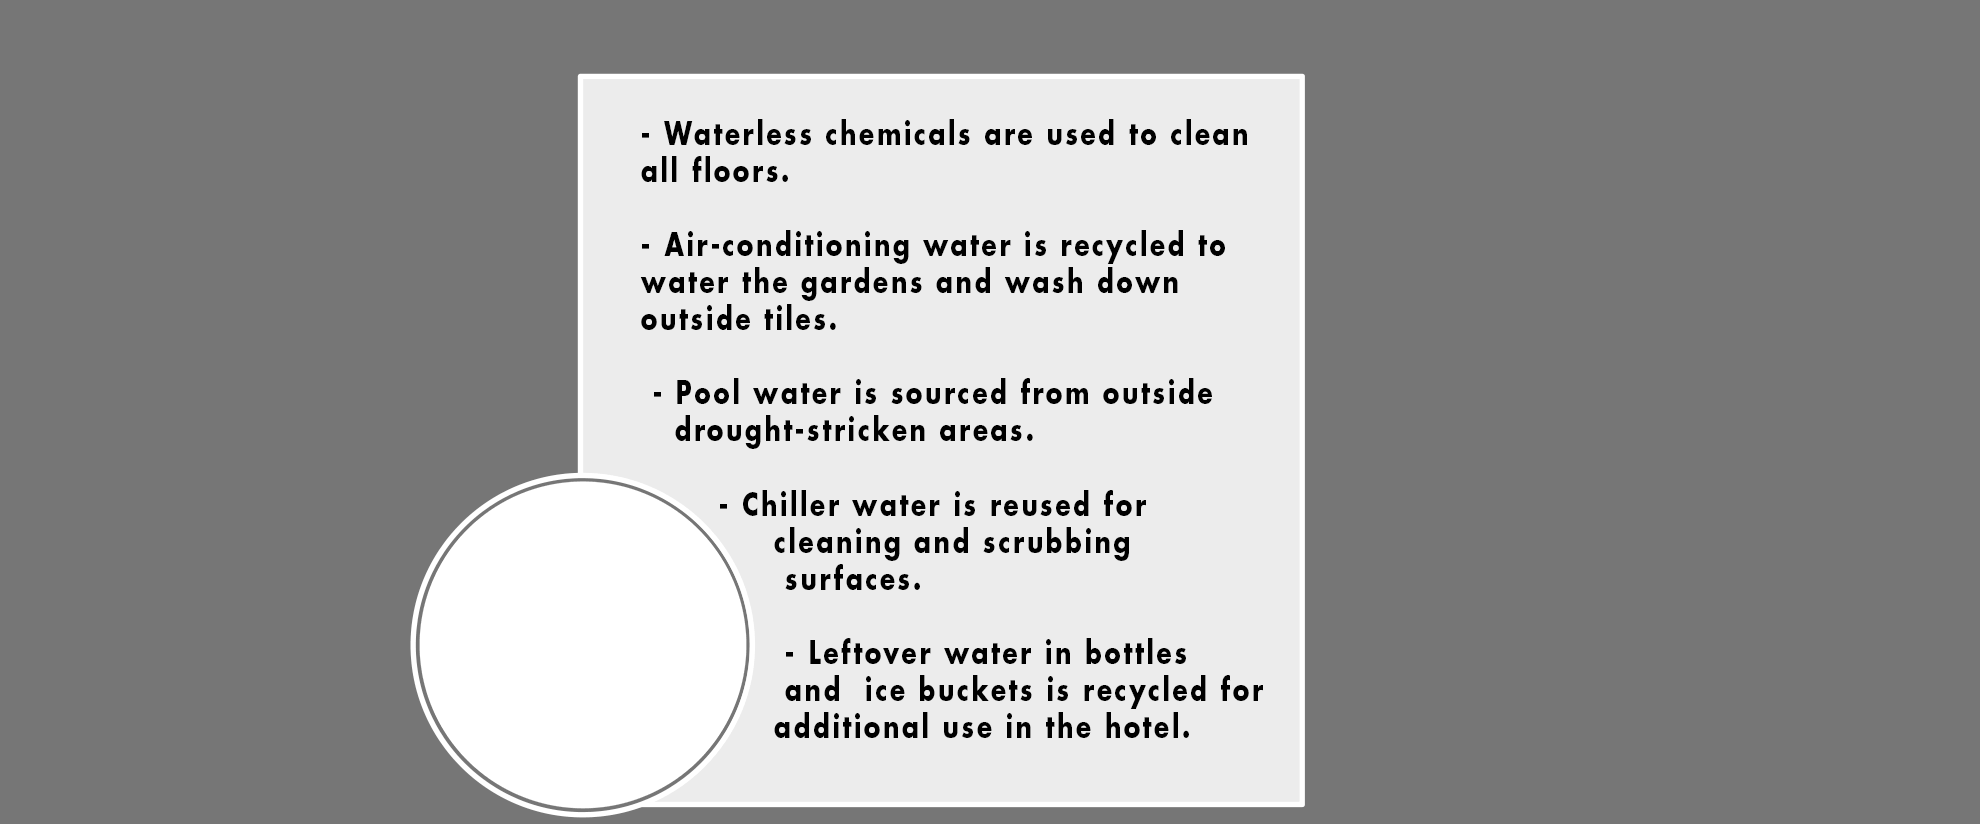 - Waterless chemicals are used to clean
all floors.
- Air-conditioning water is recycled to
water the gardens and wash down
outside tiles.
- Pool water is sourced from outside
drought-stricken areas.
- Chiller water is reused for
cleaning and scrubbing
surfaces.
- Leftover water in bottles
and ice buckets is recycled for
additional use in the hotel.